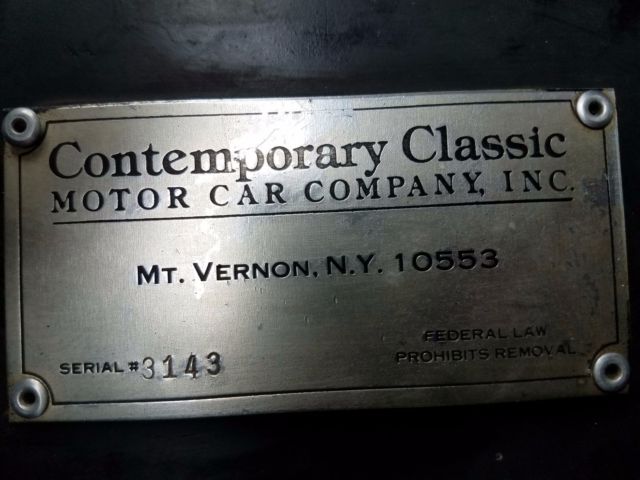 Contemporary Classic
MOTOR CAR COMPANY, INC.
MT. VERNON, N.Y. 10553
FEDERAL LAW
PROHIBITS REMOVAL
SERIAL #3143